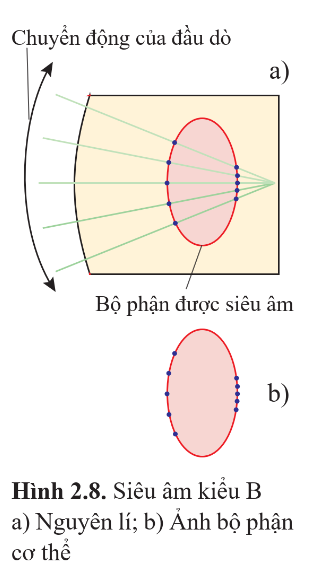 Chuyển động của đầu dò
a)
Bộ phận được siêu âm
b)
Hình 2.8. Siêu âm kiểu B
a) Nguyên lí; b) Ảnh bộ phận
cơ thể